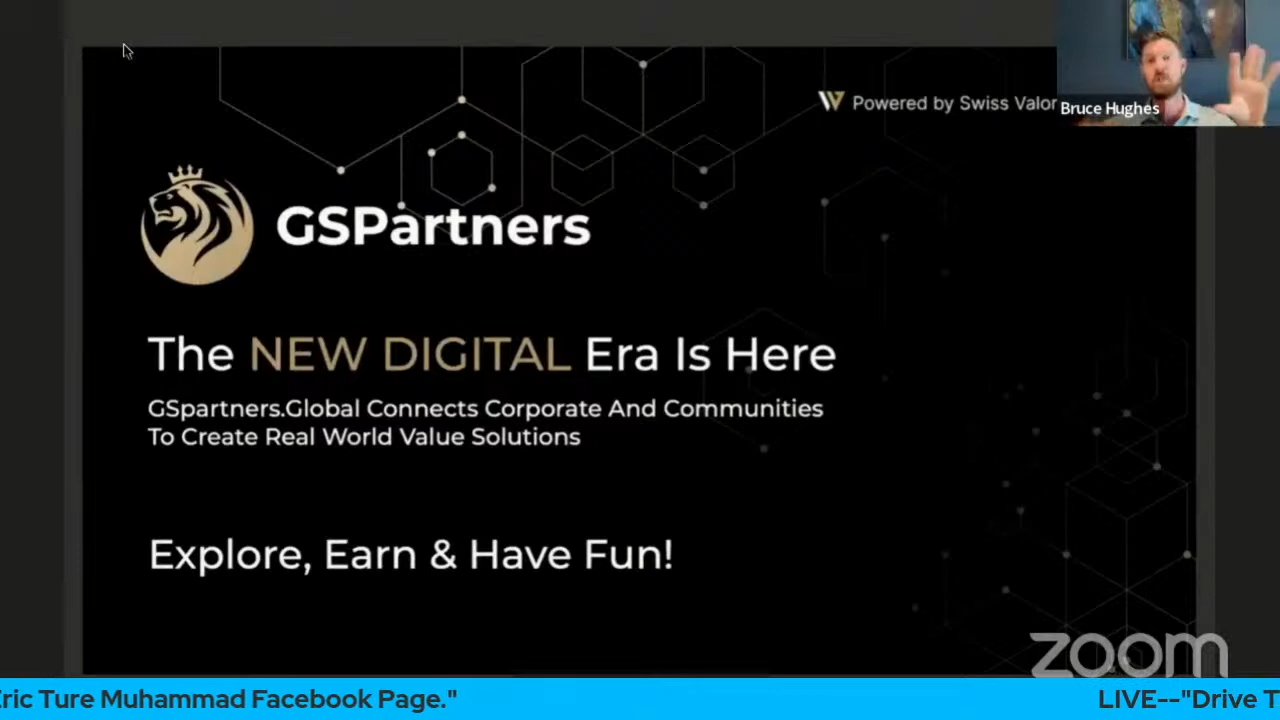 Powered by Swiss Valor
Bruce Hughes
GSPartners
The NEW DIGITAL Era Is Here
GSpartners.Global Connects Corporate And Communities
To Create Real World Value Solutions
Explore, Earn & Have Fun!
zoom
Ture Muhammad Facebook Page." LIVE--"Drive